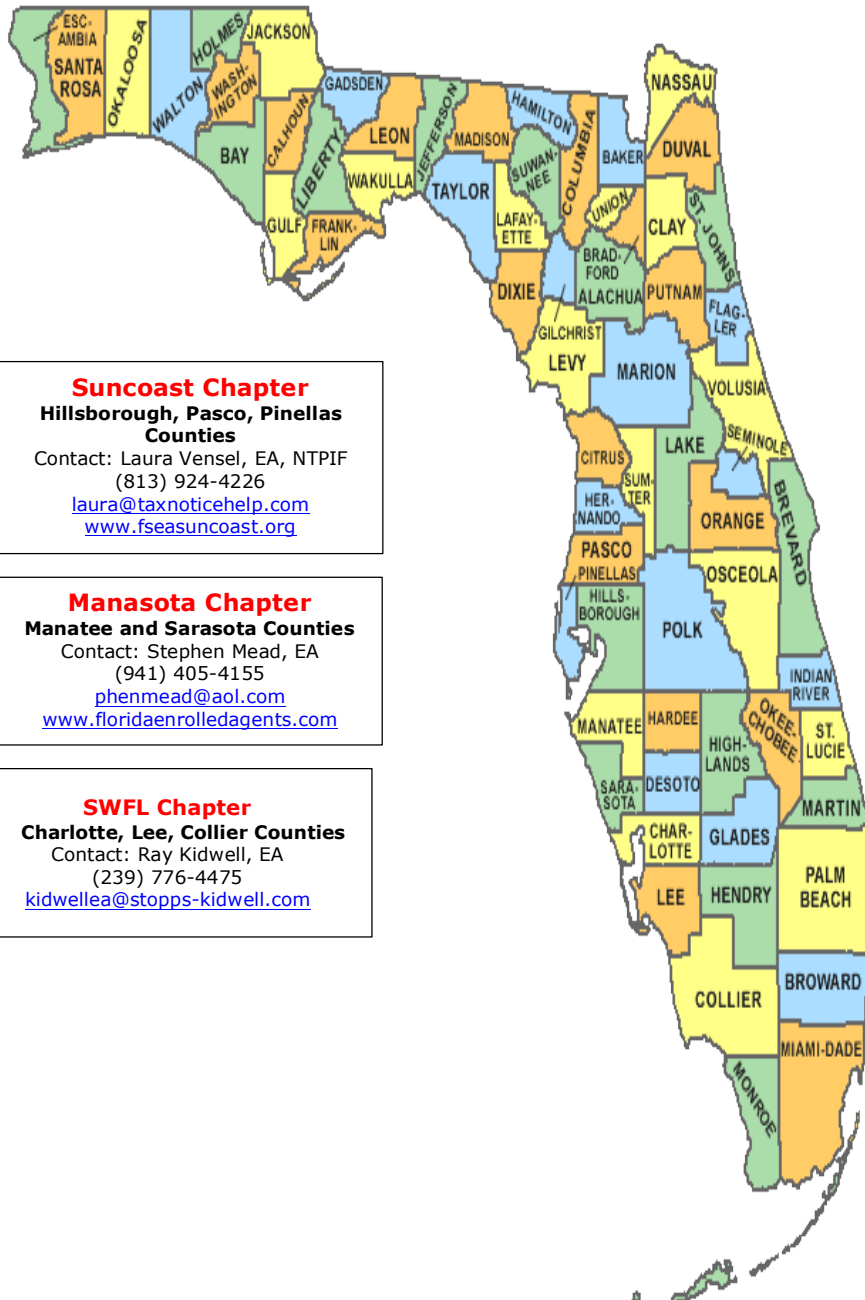 ESC-
AMBIA
SANTA
ROSA
OKALOOSA
WALTON
HOLMES
WASH-
INGTON
JACKSON
BAY
CALHOUN
GULF
LIBERTY
GADSDEN
FRANK-
LIN
LEON
WAKULLA
JEFFERSON
MADISON
TAYLOR
HAMILTON
SUWAN-
NEE
LAFAY-
ETTE
DIXIE
COLUMBIA
BAKER
NASSAU
DUVAL
UNION
BRAD-
FORD
CLAY
ST. JOHNS
ALACHUA
PUTNAM
FLAG-
LER
GILCHRIST
LEVY
MARION
VOLUSIA
CITRUS
SUM-
TER
LAKE
SEMINOLE
HER-
NANDO
ORANGE
BREVARD
PASCO
PINELLAS
HILLS-
BOROUGH
POLK
OSCEOLA
INDIAN
RIVER
MANATEE
HARDEE
HIGH-
LANDS
OKEE-
CHOBEE
ST.
LUCIE
SARA-
SOTA
DESOTO
MARTIN
CHAR-
LOTTE
GLADES
LEE
HENDRY
PALM
BEACH
COLLIER
BROWARD
MIAMI-DADE
MONROE
Suncoast Chapter
Hillsborough, Pasco, Pinellas
Counties
Contact: Laura Vensel, EA, NTPIF
(813) 924-4226
laura@taxnoticehelp.com
www.fseasuncoast.org
Manasota Chapter
Manatee and Sarasota Counties
Contact: Stephen Mead, EA
(941) 405-4155
phenmead@aol.com
www.floridaenrolledagents.com
SWFL Chapter
Charlotte, Lee, Collier Counties
Contact: Ray Kidwell, EA
(239) 776-4475
kidwellea@stopps-kidwell.com